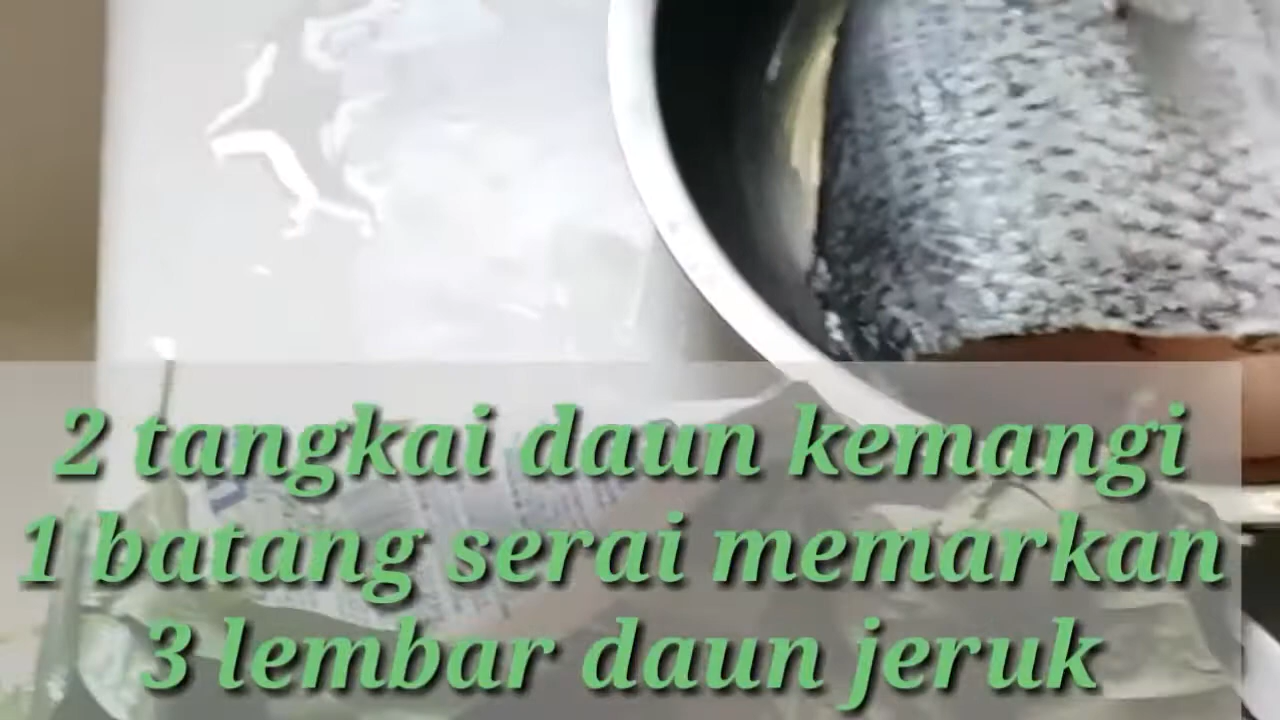 2 tangkai daun kemangi
1 batang serai memarkan
3 lembar daun jeruk